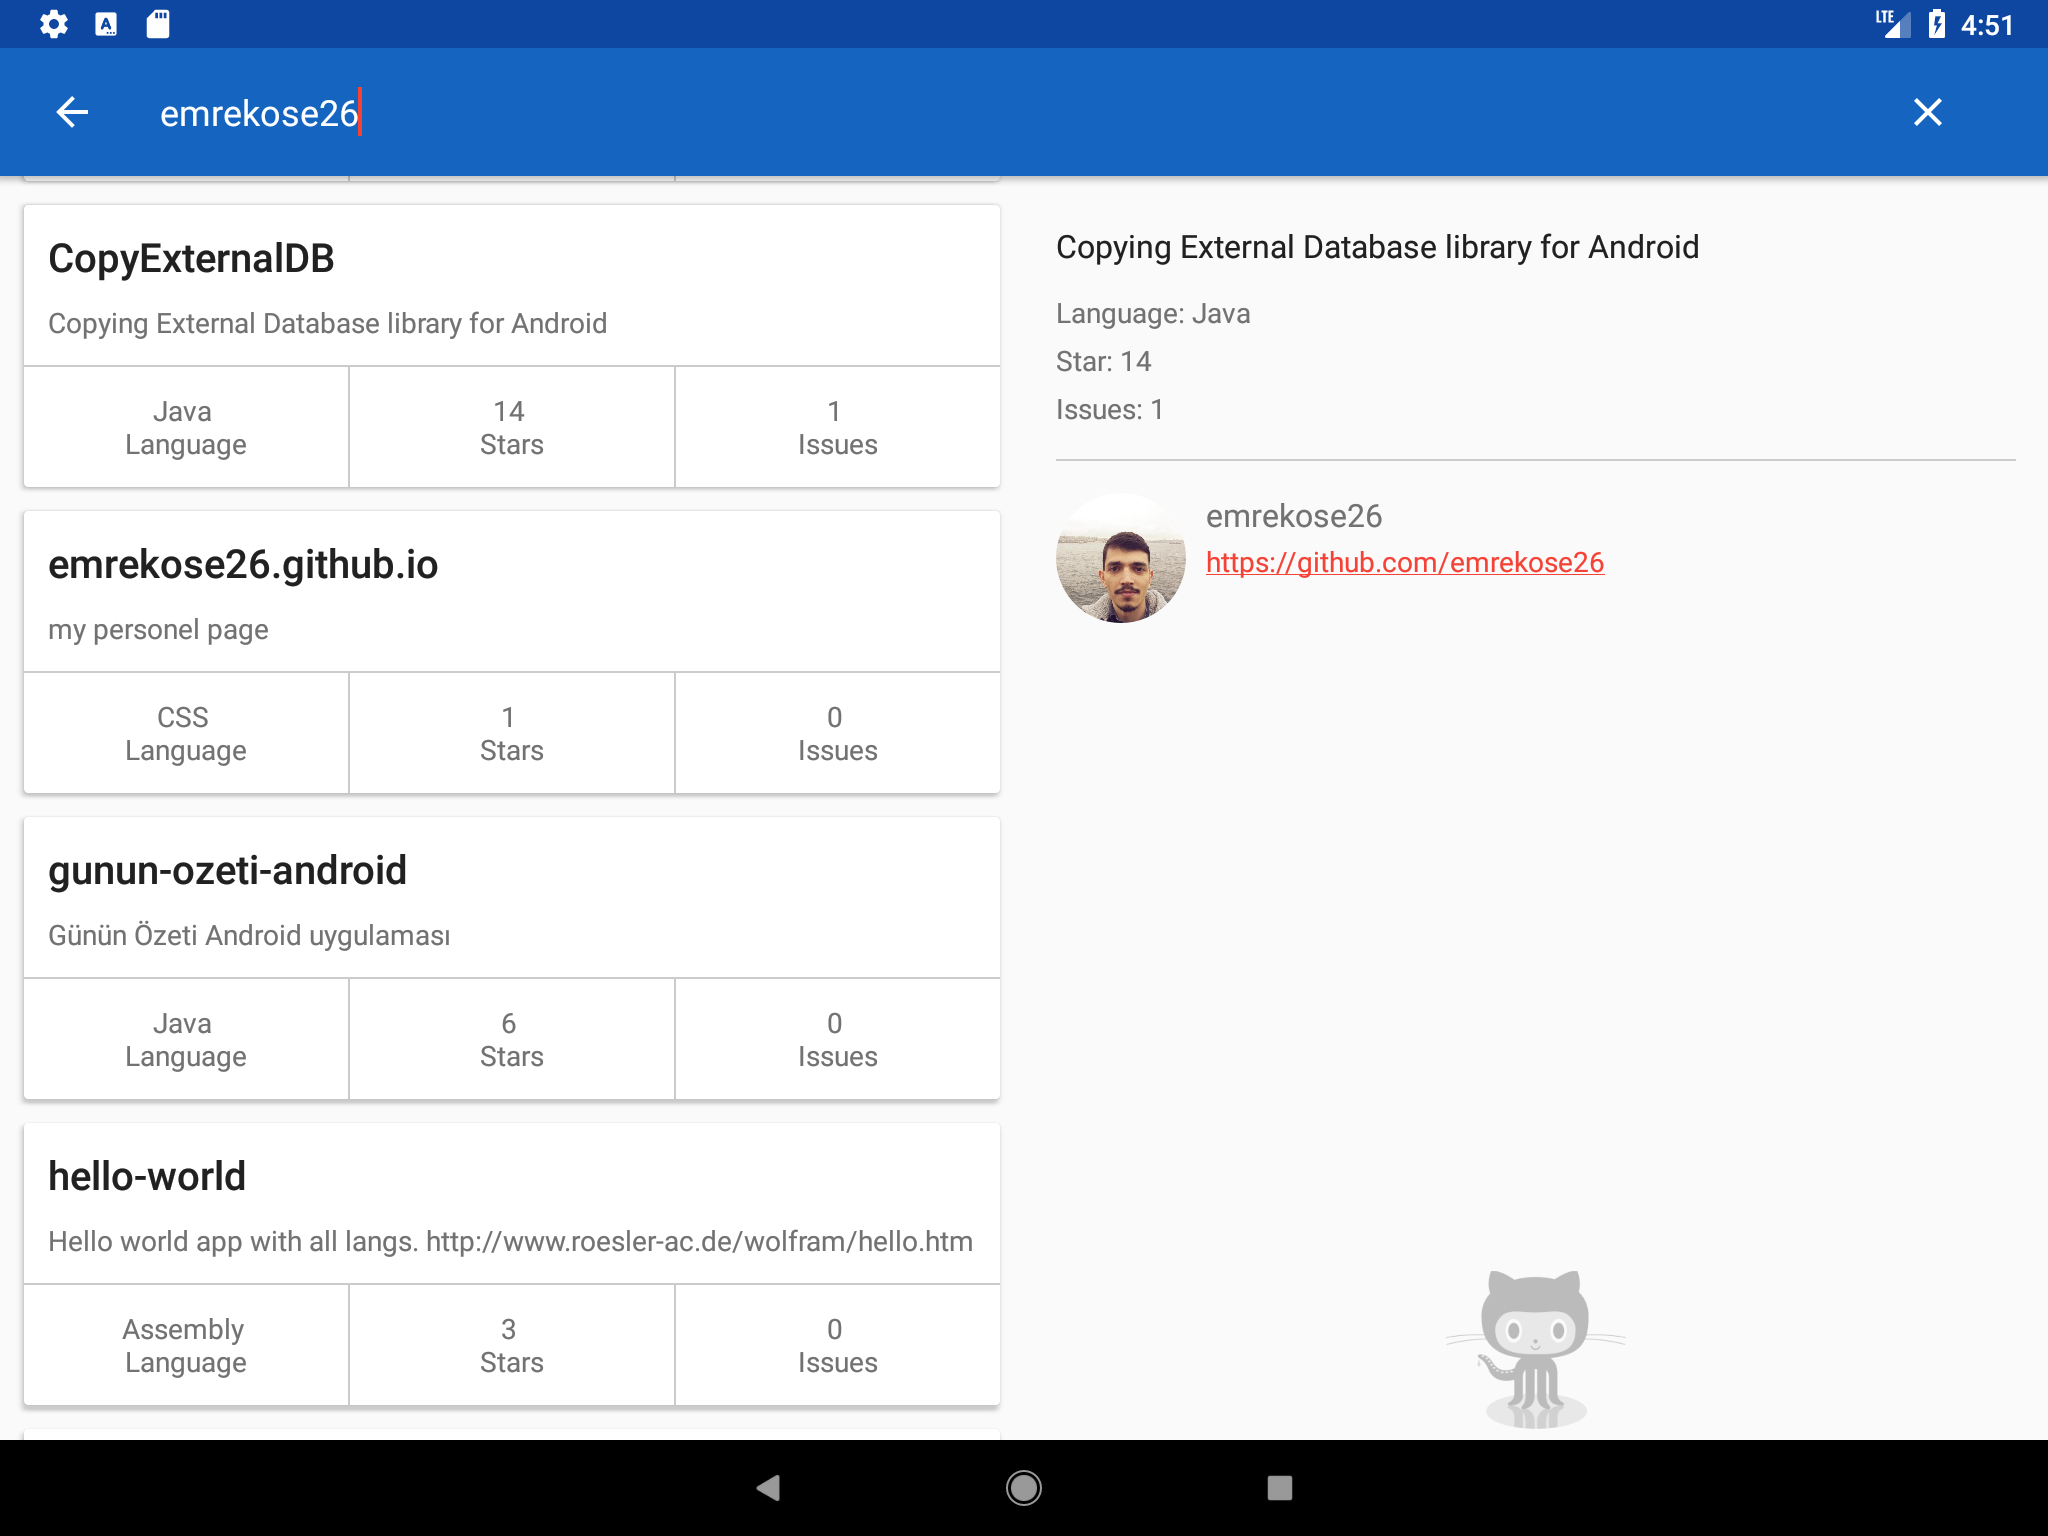 LTE 4:51
emrekose26
CopyExternalDB
Copying External Database library for Android
Java
Language
14
Stars
1
Issues
emrekose26.github.io
my personel page
CSS
Language
1
Stars
0
Issues
gunun-ozeti-android
Günün Özeti Android uygulaması
Java
Language
6
Stars
0
Issues
hello-world
Hello world app with all langs. http://www.roesler-ac.de/wolfram/hello.htm
Assembly
Language
3
Stars
0
Issues
Copying External Database library for Android
Language: Java
Star: 14
Issues: 1
emrekose26
https://github.com/emrekose26